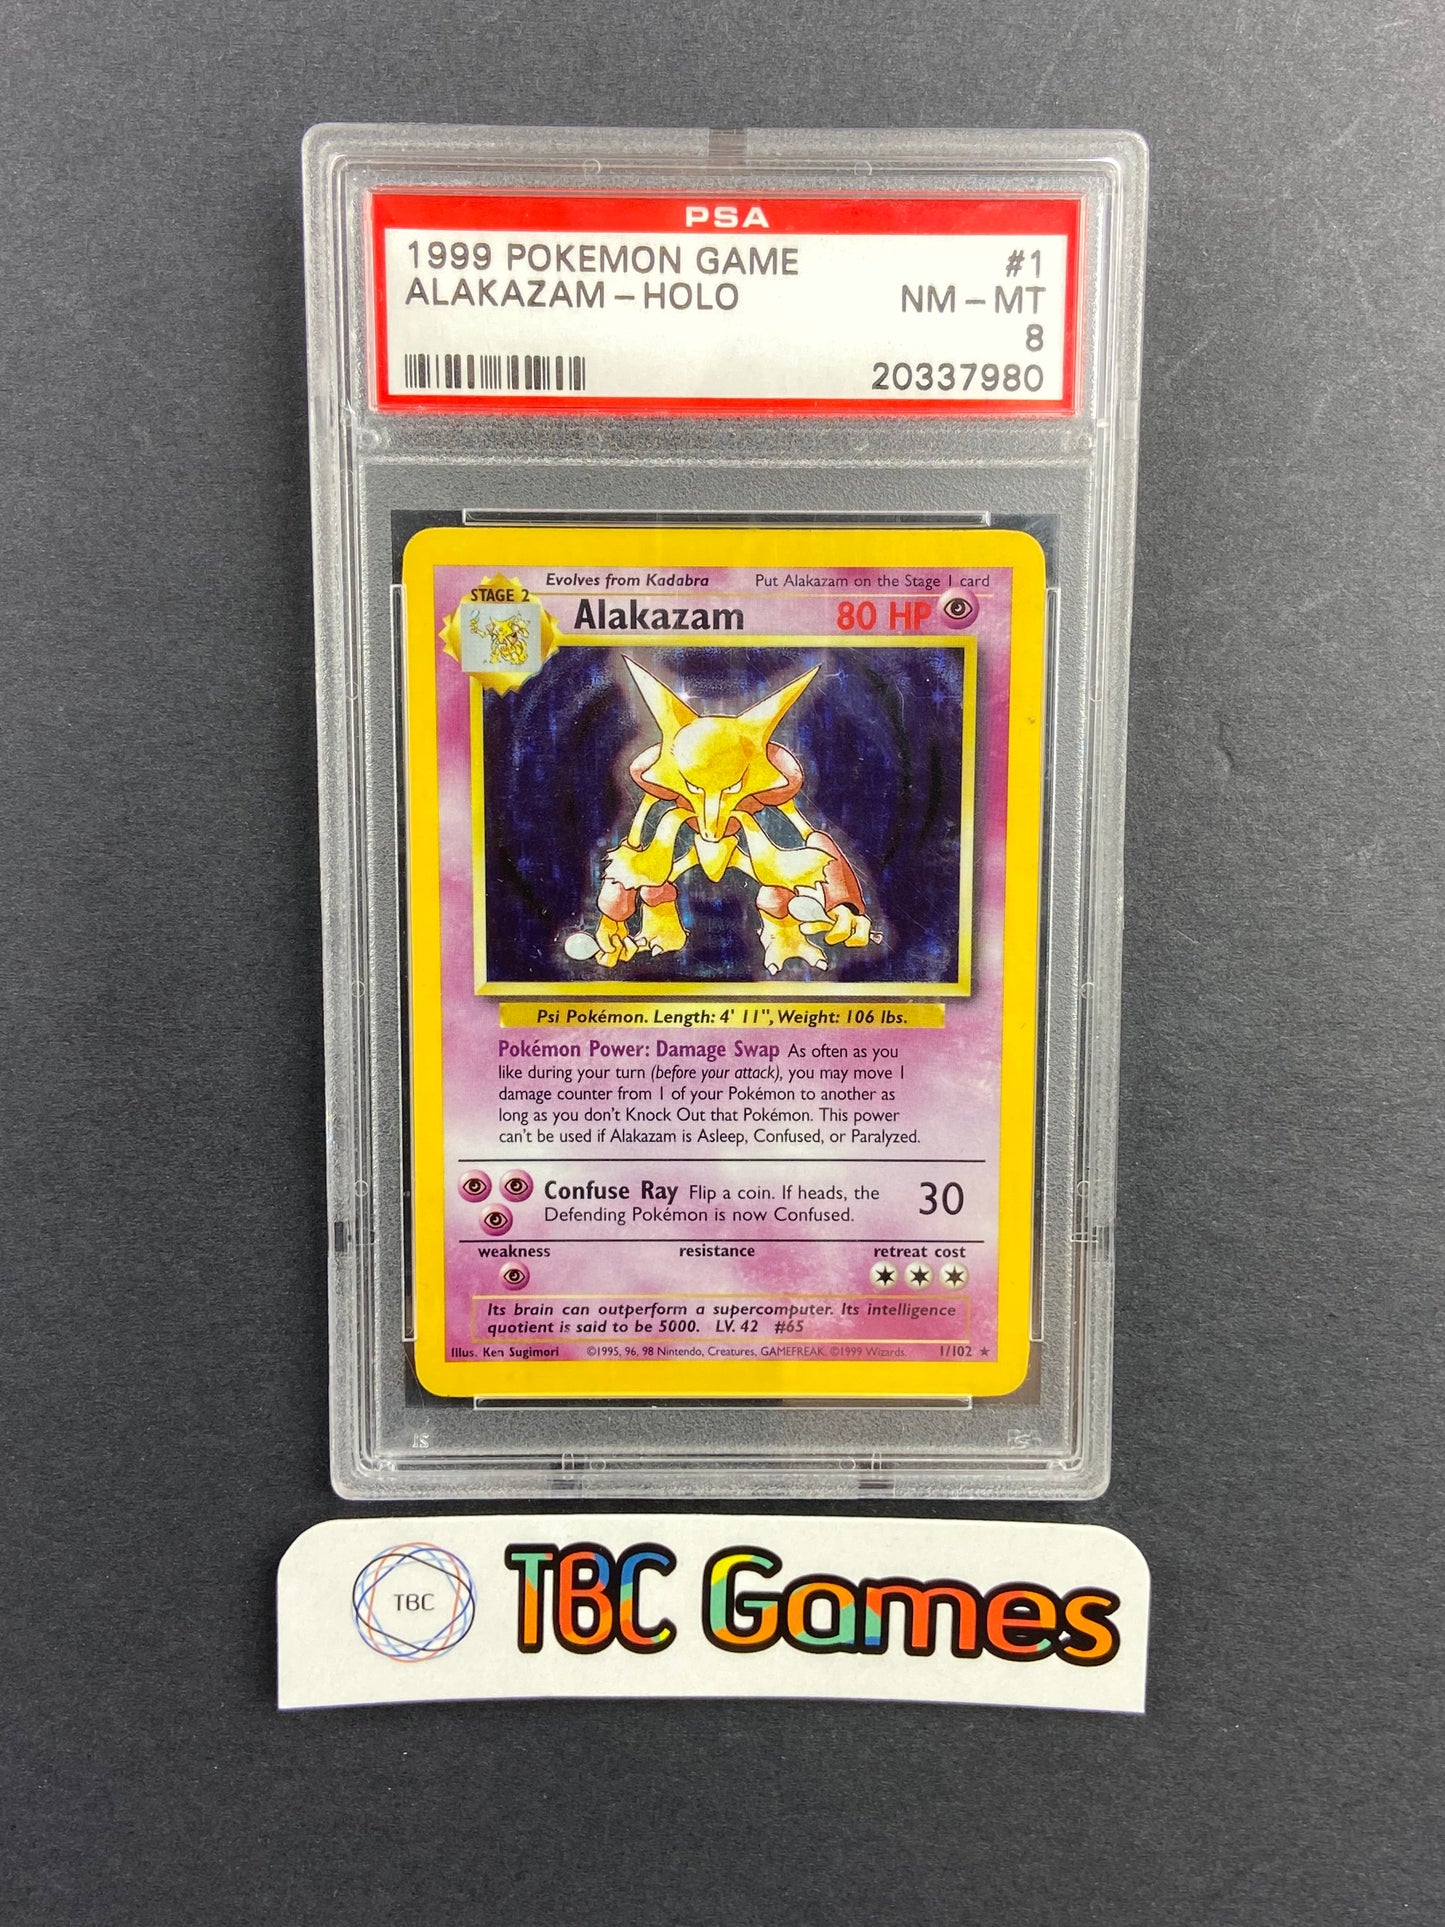 PSA
1999 POKEMON GAME #1
ALAKAZAM - HOLO NM - MT
8
20337980
Evolves from Kadabra Put Alakazam on the Stage 1 card
STAGE 2
Alakazam 80 HP
Psi Pokémon. Length: 4' 11", Weight: 106 lbs.
Pokémon Power: Damage Swap As often as you
like during your turn (before your attack), you may move 1
damage counter from 1 of your Pokémon to another as
long as you don't Knock Out that Pokémon. This power
can't be used if Alakazam is Asleep, Confused, or Paralyzed.
Confuse Ray Flip a coin. If heads, the 30
Defending Pokémon is now Confused.
weakness resistance retreat cost
Its brain can outperform a supercomputer. Its intelligence
quotient is said to be 5000. LV. 42 #65
Illus. Ken Sugimori ©1995, 96, 98 Nintendo, Creatures, GAMEFREAK. ©1999 Wizards. 1/102 ★
TBC
TBC Games